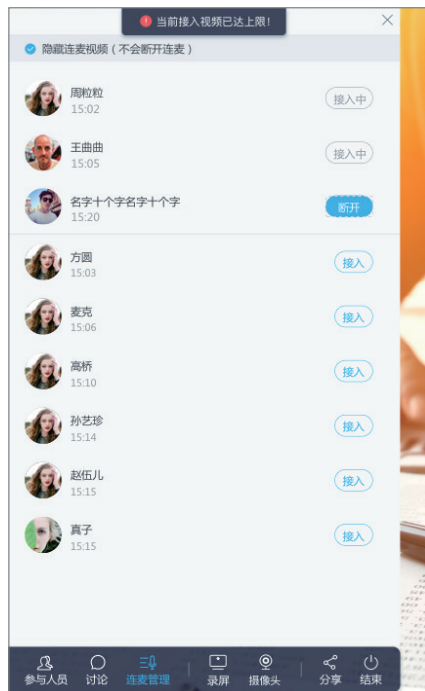 当前接入视频已达上限！
隐藏连麦视频（不会断开连麦）
周粒粒
15:02
接入中
王曲曲
15:05
接入中
名字十个字名字十个字
15:20
断开
方圆
15:03
接入
麦克
15:06
接入
高桥
15:10
接入
孙艺珍
15:14
接入
赵伍儿
15:15
接入
真子
15:15
接入
参与人员 讨论 连麦管理 录屏 摄像头 分享 结束